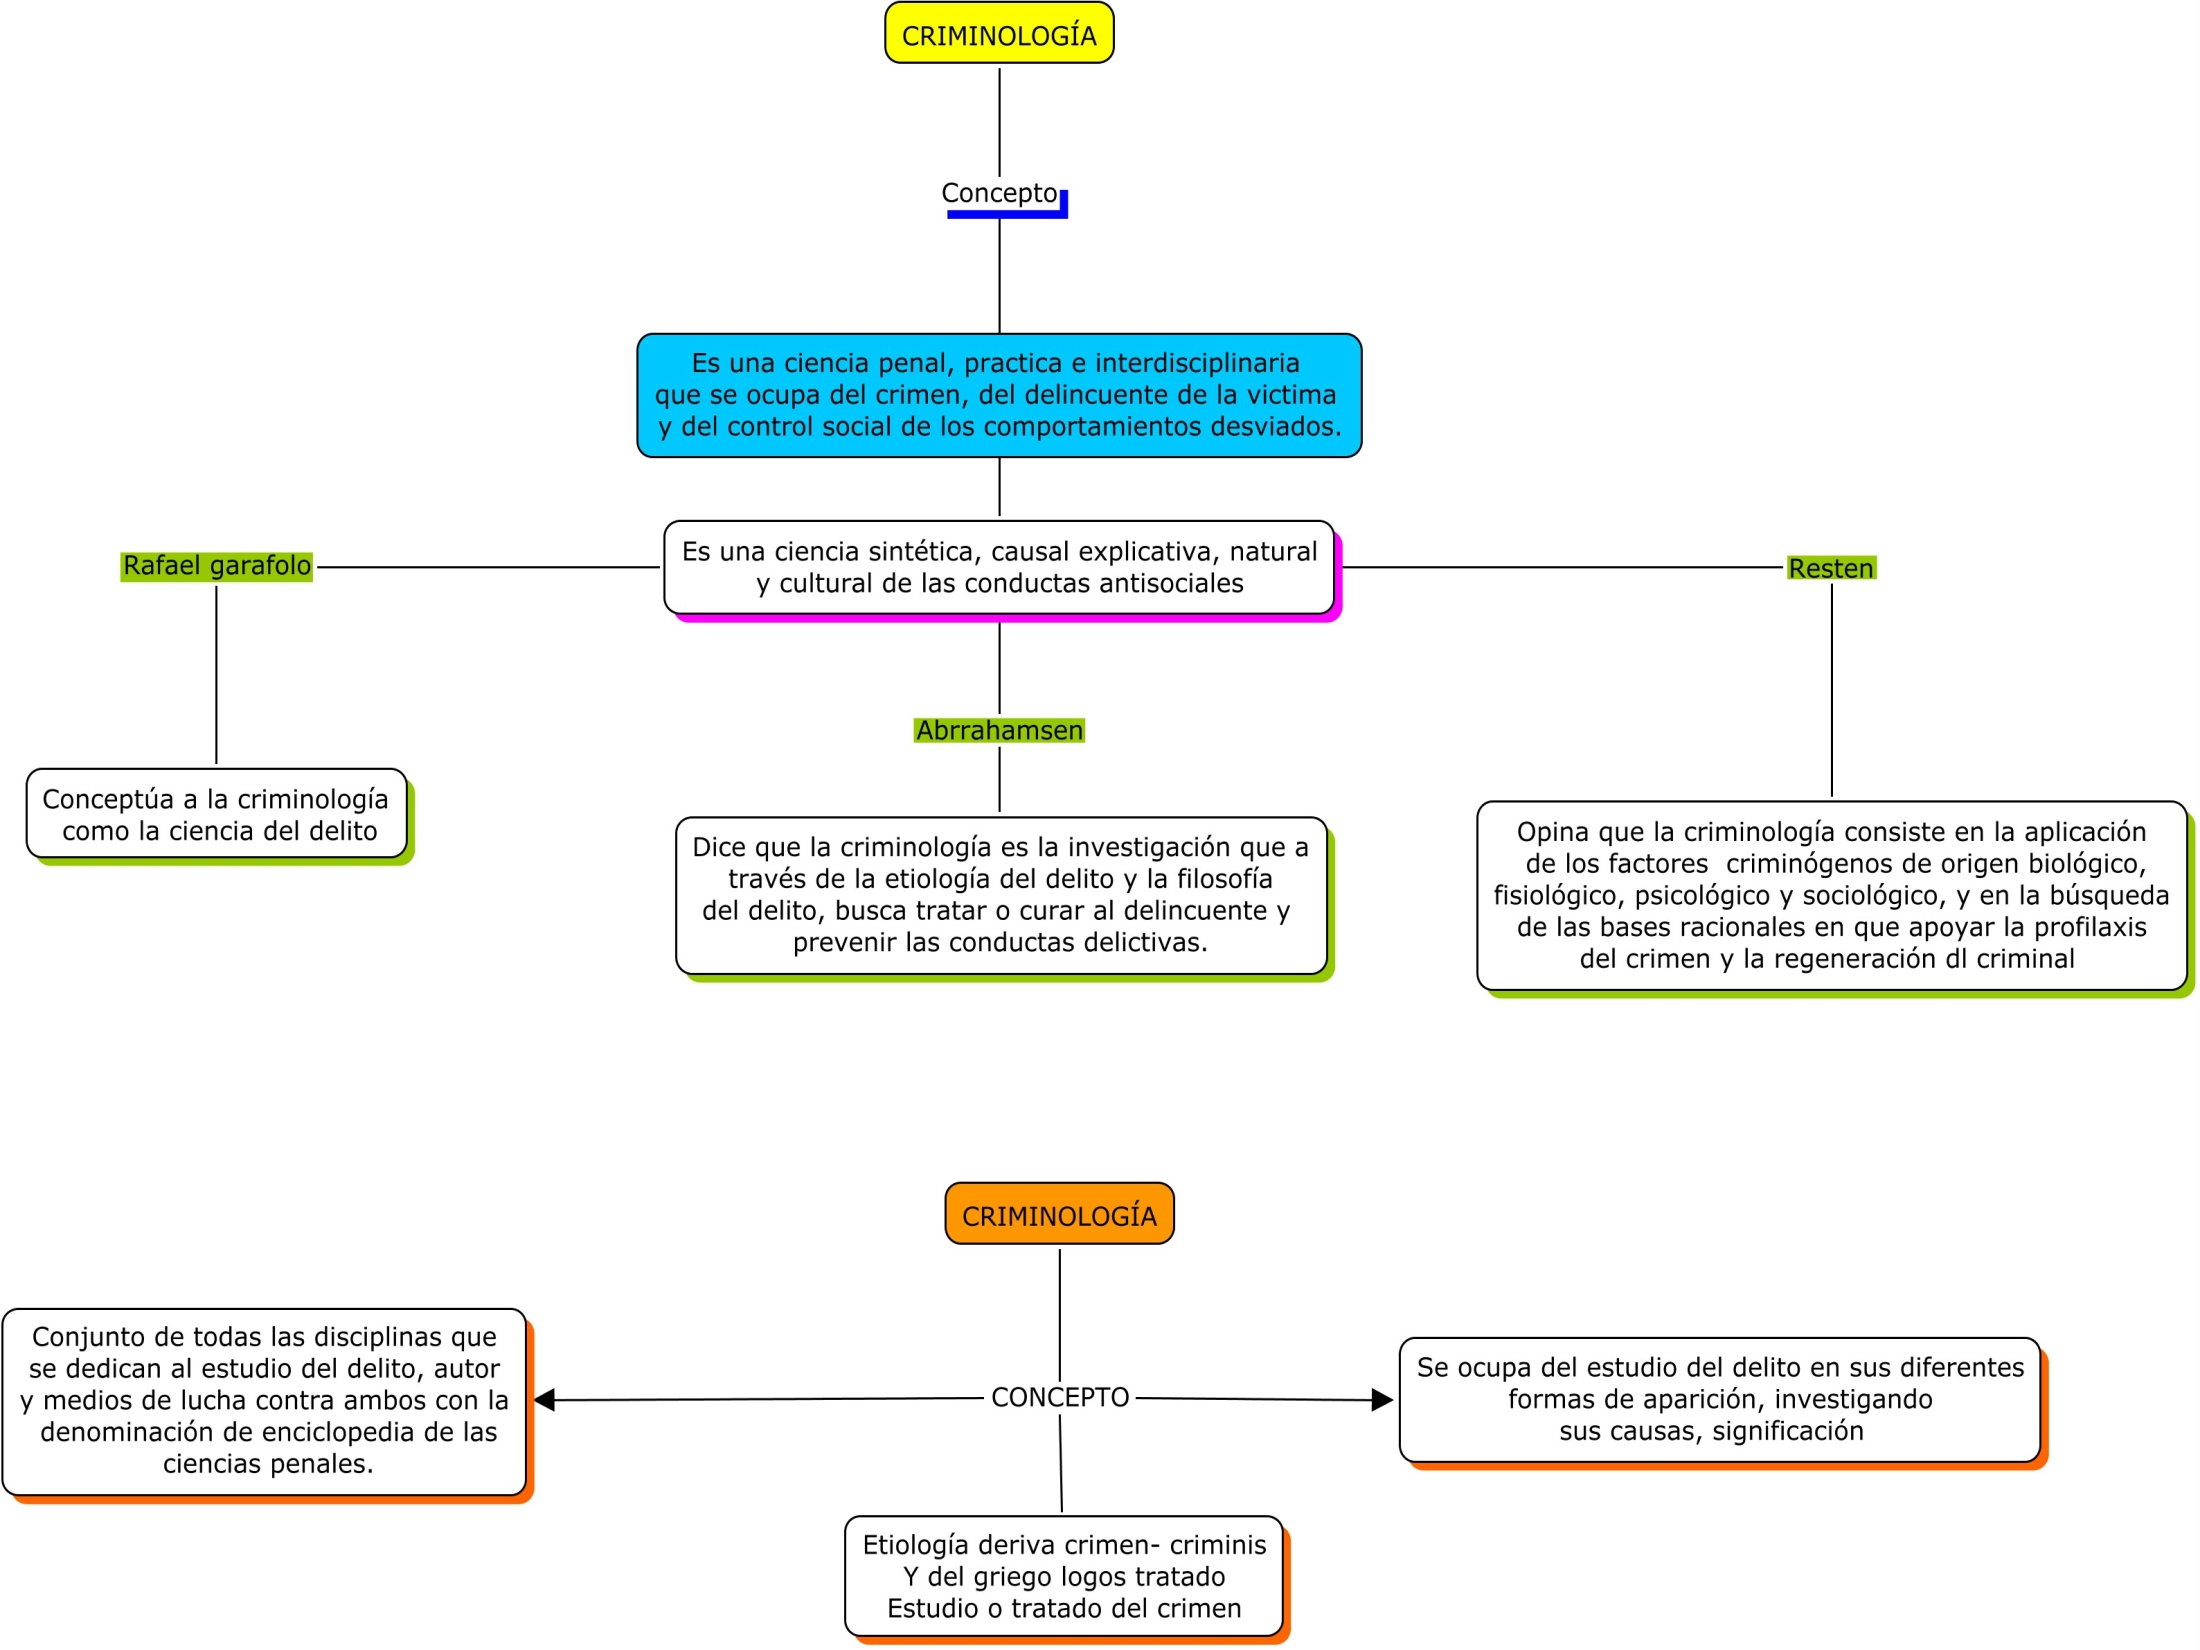 CRIMINOLOGÍA
Concepto
Es una ciencia penal, practica e interdisciplinaria
que se ocupa del crimen, del delincuente de la victima
y del control social de los comportamientos desviados.
Es una ciencia sintética, causal explicativa, natural
y cultural de las conductas antisociales
Rafael garafolo
Resten
Abrrahamsen
Conceptúa a la criminología
como la ciencia del delito
Dice que la criminología es la investigación que a
través de la etiología del delito y la filosofía
del delito, busca tratar o curar al delincuente y
prevenir las conductas delictivas.
Opina que la criminología consiste en la aplicación
de los factores criminógenos de origen biológico,
fisiológico, psicológico y sociológico, y en la búsqueda
de las bases racionales en que apoyar la profilaxis
del crimen y la regeneración dl criminal
CRIMINOLOGÍA
CONCEPTO
Conjunto de todas las disciplinas que
se dedican al estudio del delito, autor
y medios de lucha contra ambos con la
denominación de enciclopedia de las
ciencias penales.
Se ocupa del estudio del delito en sus diferentes
formas de aparición, investigando
sus causas, significación
Etiología deriva crimen- criminis
Y del griego logos tratado
Estudio o tratado del crimen